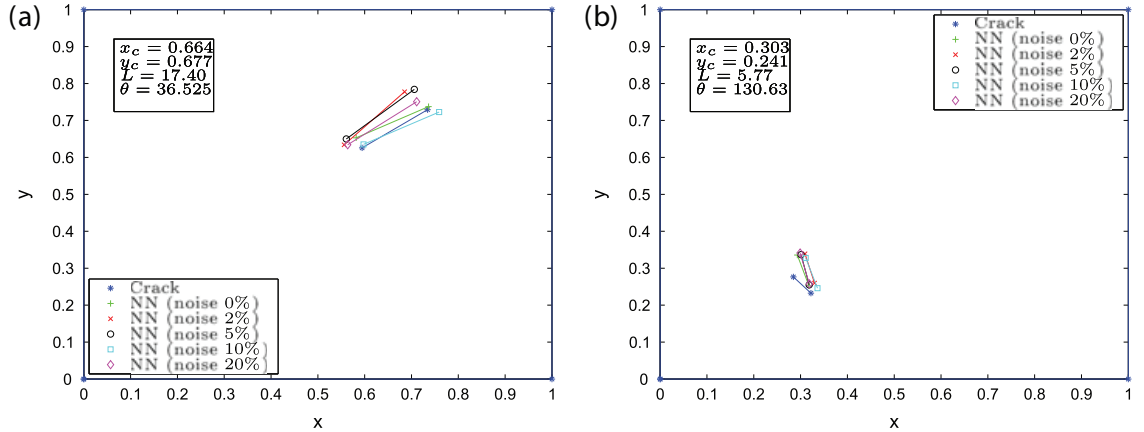 (a)
1
0.9
0.8
0.7
0.6
0.5
0.4
0.3
0.2
0.1
0
y
x_c = 0.664
y_c = 0.677
L = 17.40
θ = 36.525
Crack
NN (noise 0%)
NN (noise 2%)
NN (noise 5%)
NN (noise 10%)
NN (noise 20%)
0 0.1 0.2 0.3 0.4 0.5 0.6 0.7 0.8 0.9 1
x
(b)
1
0.9
0.8
0.7
0.6
0.5
0.4
0.3
0.2
0.1
0
y
x_c = 0.303
y_c = 0.241
L = 5.77
θ = 130.63
Crack
NN (noise 0%)
NN (noise 2%)
NN (noise 5%)
NN (noise 10%)
NN (noise 20%)
0 0.1 0.2 0.3 0.4 0.5 0.6 0.7 0.8 0.9 1
x